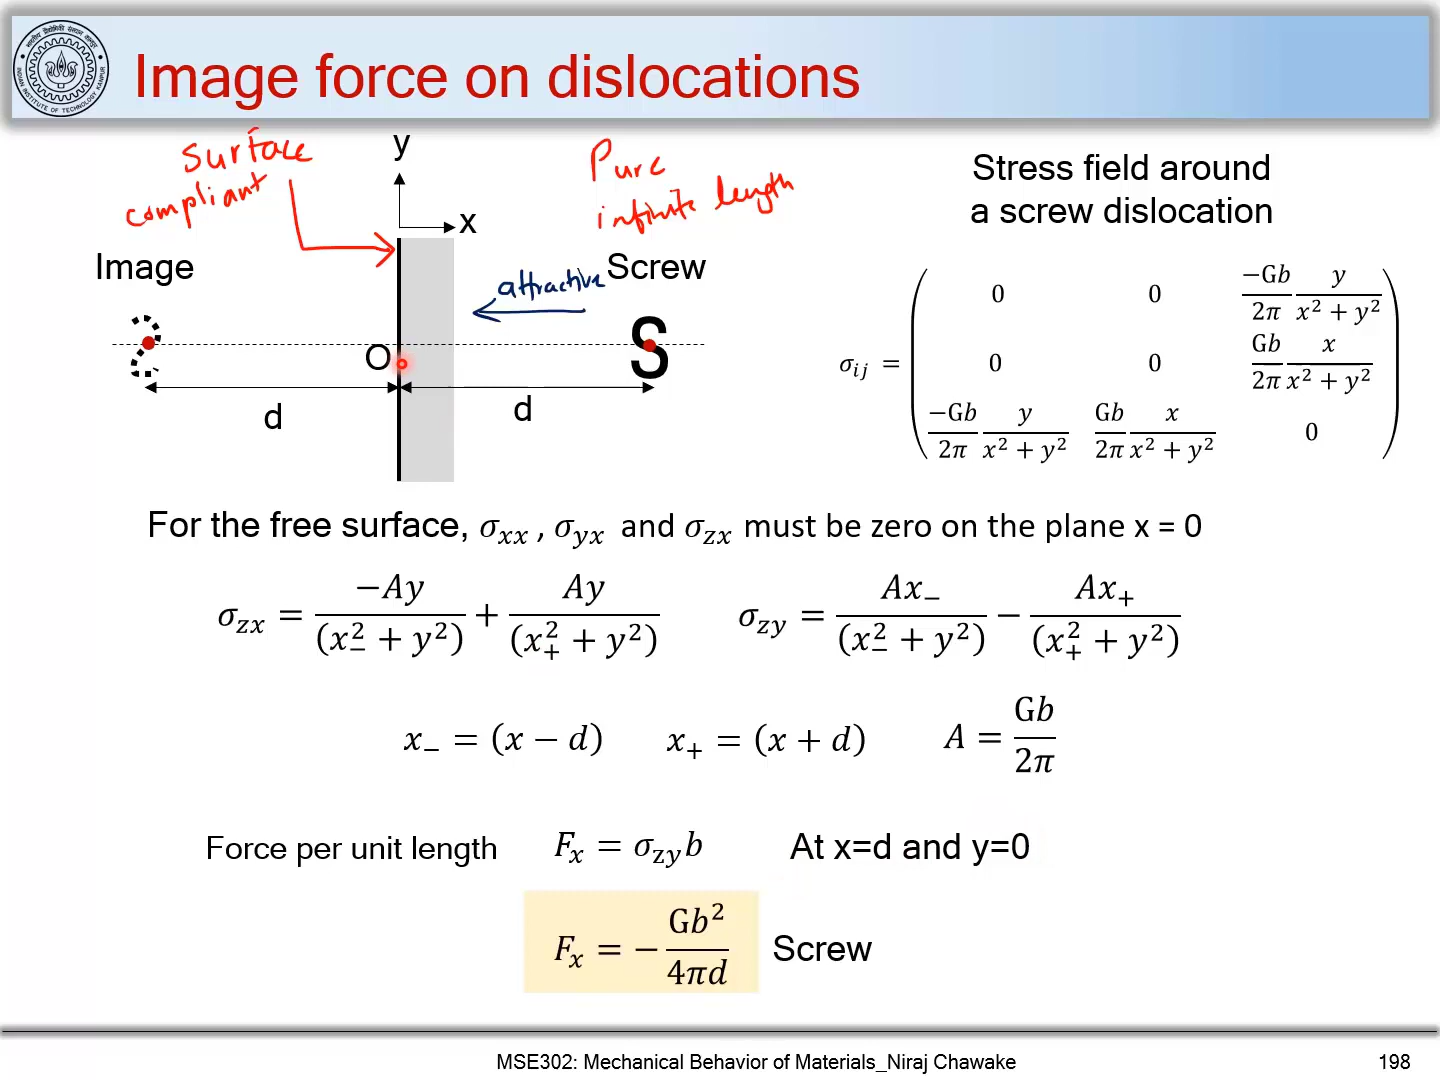 Image force on dislocations
Surface
compliant
y
x
Pure
infinite length
Stress field around
a screw dislocation
Image
attractive
Screw
S
O
d
d
σij = ( 0 0 −Gb/2π y/(x² + y²)
0 0 Gb/2π x/(x² + y²)
−Gb/2π y/(x² + y²) Gb/2π x/(x² + y²) 0 )
For the free surface, σxx , σyx and σzx must be zero on the plane x = 0
σzx = −Ay/(x₋² + y²) + Ay/(x₊² + y²) σzy = Ax₋/(x₋² + y²) − Ax₊/(x₊² + y²)
x₋ = (x − d) x₊ = (x + d) A = Gb/2π
Force per unit length Fx = σzy b At x=d and y=0
Fx = − Gb²/4πd Screw
MSE302: Mechanical Behavior of Materials_Niraj Chawake 198